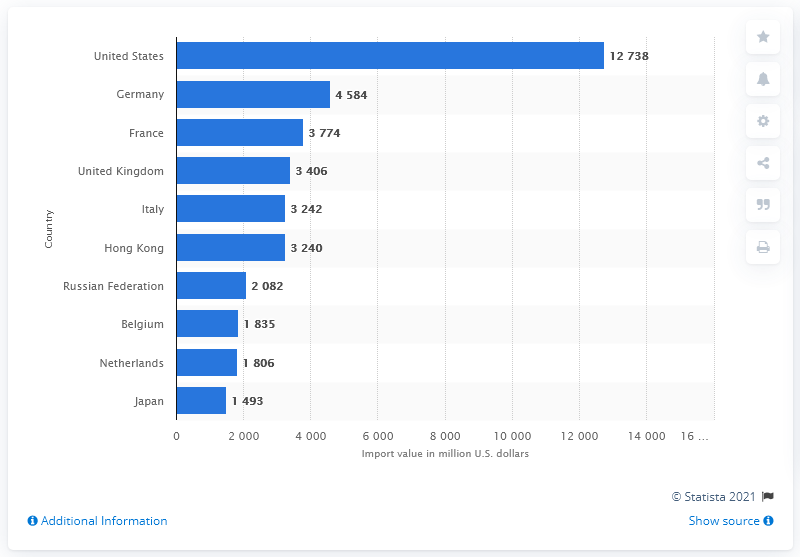 United States 12 738
Germany 4 584
France 3 774
United Kingdom 3 406
Italy 3 242
Hong Kong 3 240
Russian Federation 2 082
Belgium 1 835
Netherlands 1 806
Japan 1 493
Country
0 2 000 4 000 6 000 8 000 10 000 12 000 14 000 16 ...
Import value in million U.S. dollars
© Statista 2021
Additional Information
Show source